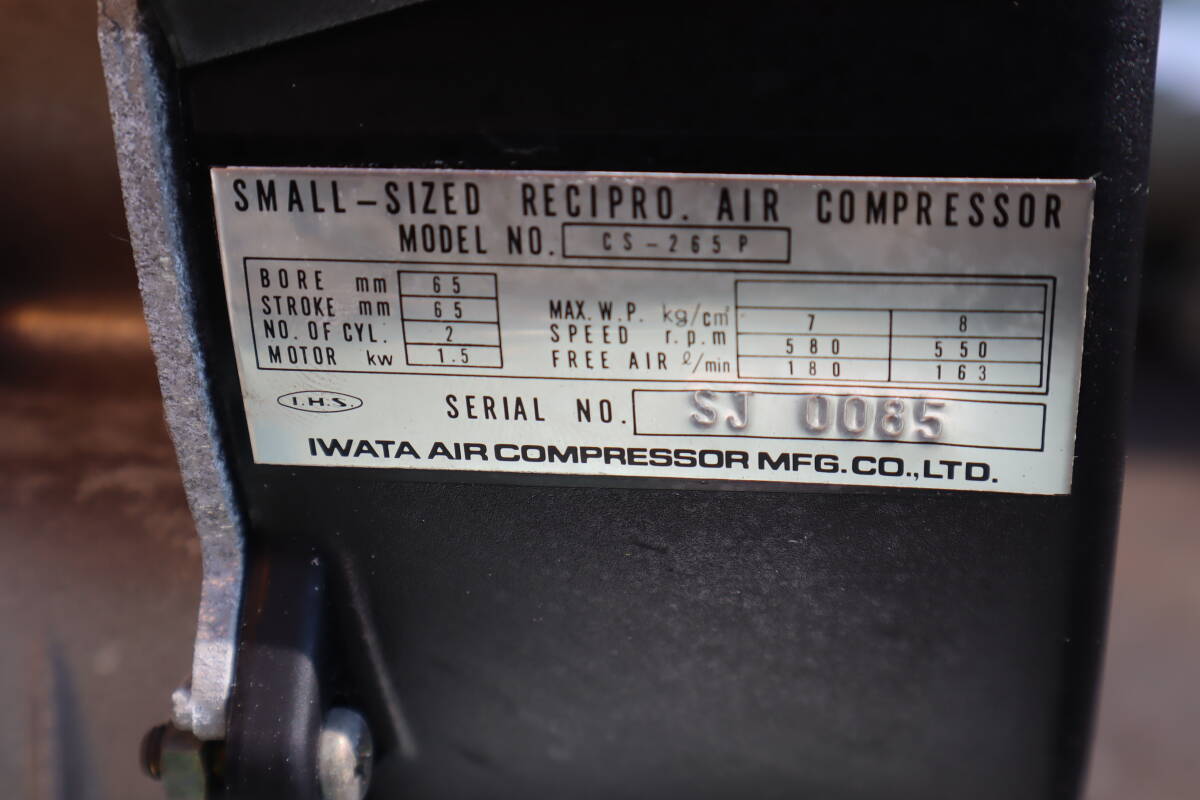 SMALL-SIZED RECIPRO. AIR COMPRESSOR
MODEL NO. CS-265P
BORE mm 65
STROKE mm 65
NO. OF CYL. 2
MOTOR kw 1.5
MAX. W.P. kg/cm² 7 8
SPEED r.p.m 580 550
FREE AIR ℓ/min 180 163
I.H.S.
SERIAL NO. SJ 0085
IWATA AIR COMPRESSOR MFG. CO., LTD.